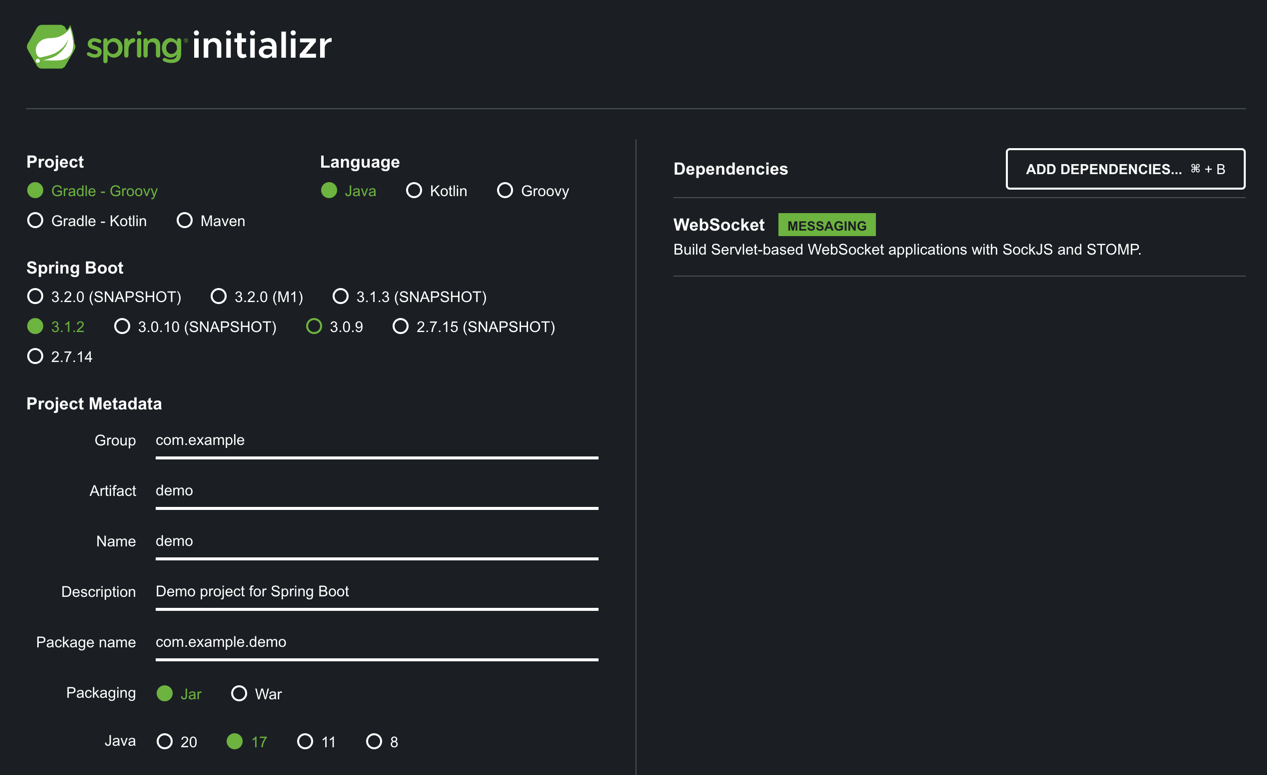 spring initializr
Project
Gradle - Groovy
Gradle - Kotlin Maven
Language
Java Kotlin Groovy
Spring Boot
3.2.0 (SNAPSHOT) 3.2.0 (M1) 3.1.3 (SNAPSHOT)
3.1.2 3.0.10 (SNAPSHOT) 3.0.9 2.7.15 (SNAPSHOT)
2.7.14
Project Metadata
Group com.example
Artifact demo
Name demo
Description Demo project for Spring Boot
Package name com.example.demo
Packaging Jar War
Java 20 17 11 8
Dependencies ADD DEPENDENCIES... ⌘ + B
WebSocket MESSAGING
Build Servlet-based WebSocket applications with SockJS and STOMP.